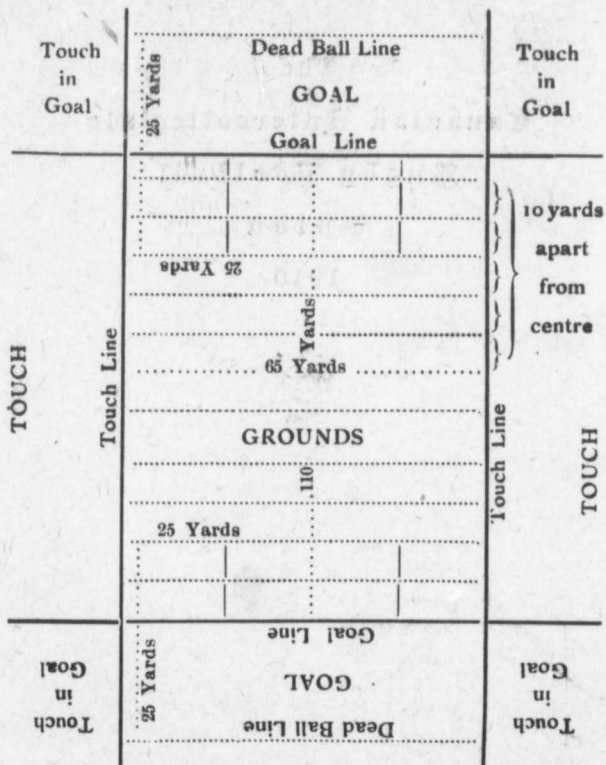 Touch
in
Goal
25 Yards
Dead Ball Line
GOAL
Goal Line
Touch
in
Goal
10 yards
apart
from
centre
25 Yards
Yards
65 Yards
TOUCH
Touch Line
GROUNDS
110
Touch Line
TOUCH
25 Yards
Goal Line
GOAL
Dead Ball Line
25 Yards
Touch
in
Goal
Touch
in
Goal
1910